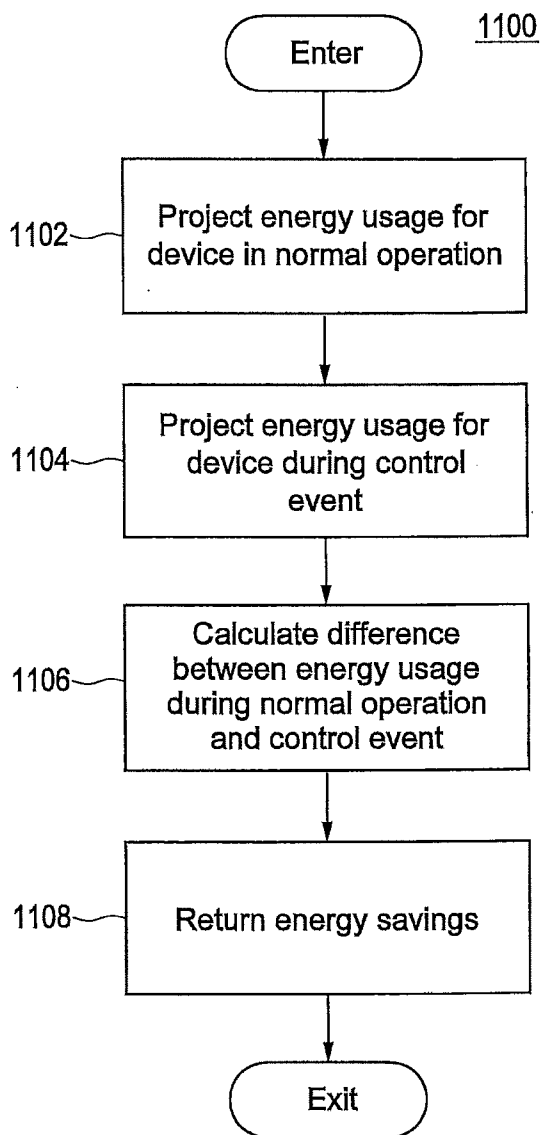 1100
Enter
1102
Project energy usage for
device in normal operation
1104
Project energy usage for
device during control
event
1106
Calculate difference
between energy usage
during normal operation
and control event
1108
Return energy savings
Exit